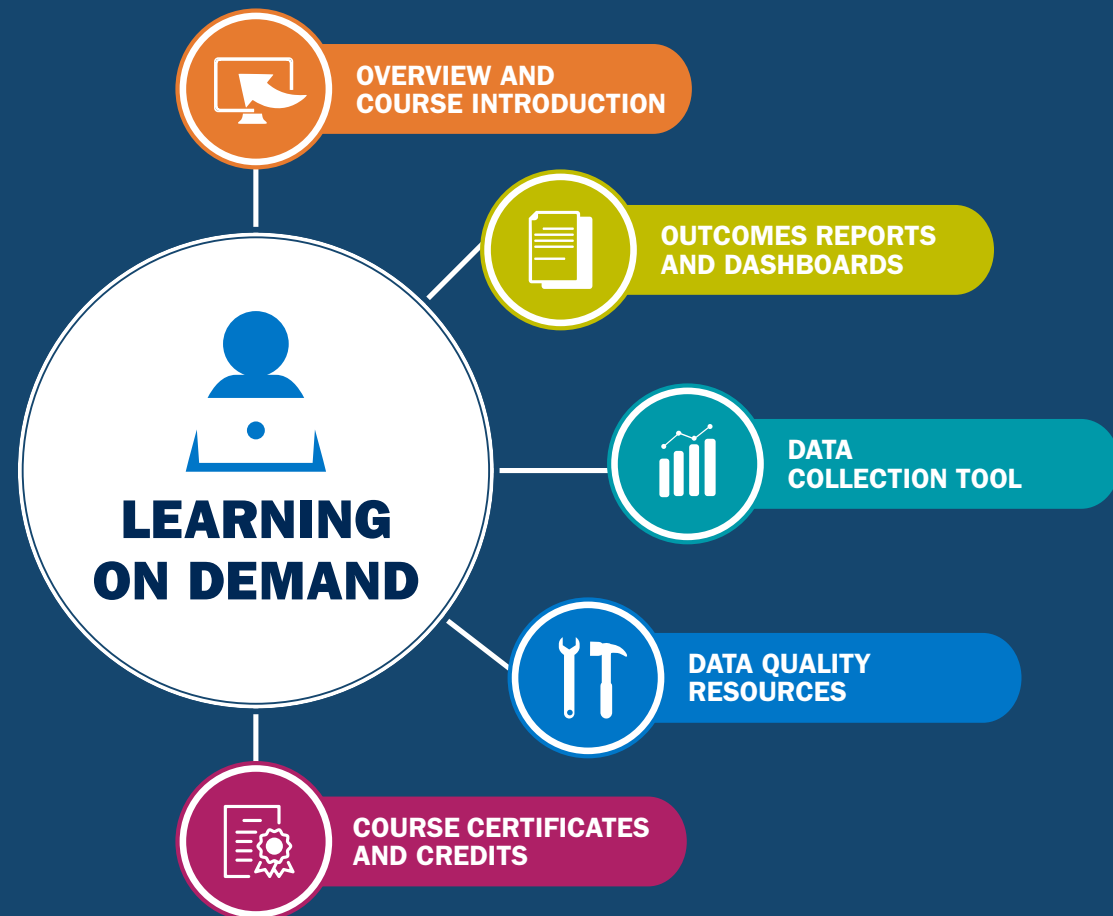 OVERVIEW AND
COURSE INTRODUCTION
OUTCOMES REPORTS
AND DASHBOARDS
DATA
COLLECTION TOOL
LEARNING
ON DEMAND
DATA QUALITY
RESOURCES
COURSE CERTIFICATES
AND CREDITS